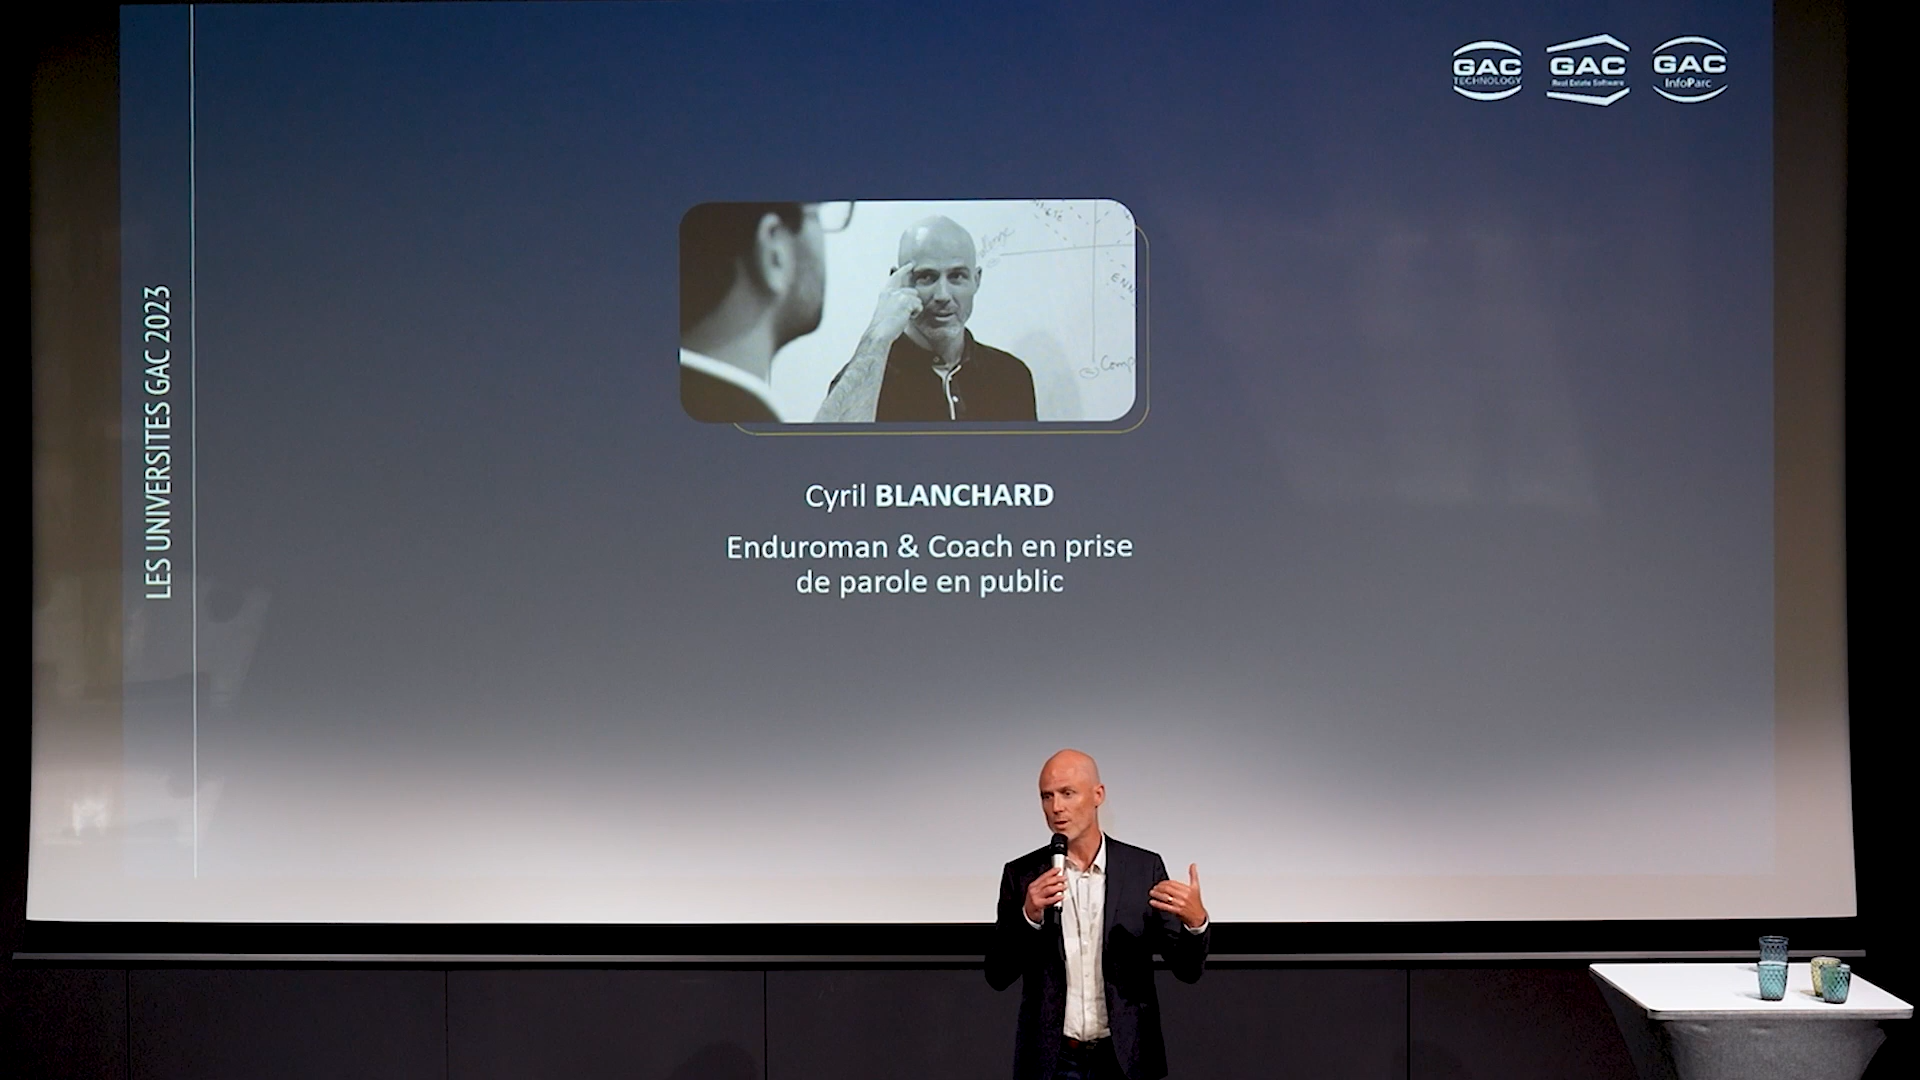 GAC
TECHNOLOGY
GAC
Real Estate Software
GAC
InfoParc
LES UNIVERSITES GAC 2023
Cyril BLANCHARD
Enduroman & Coach en prise
de parole en public